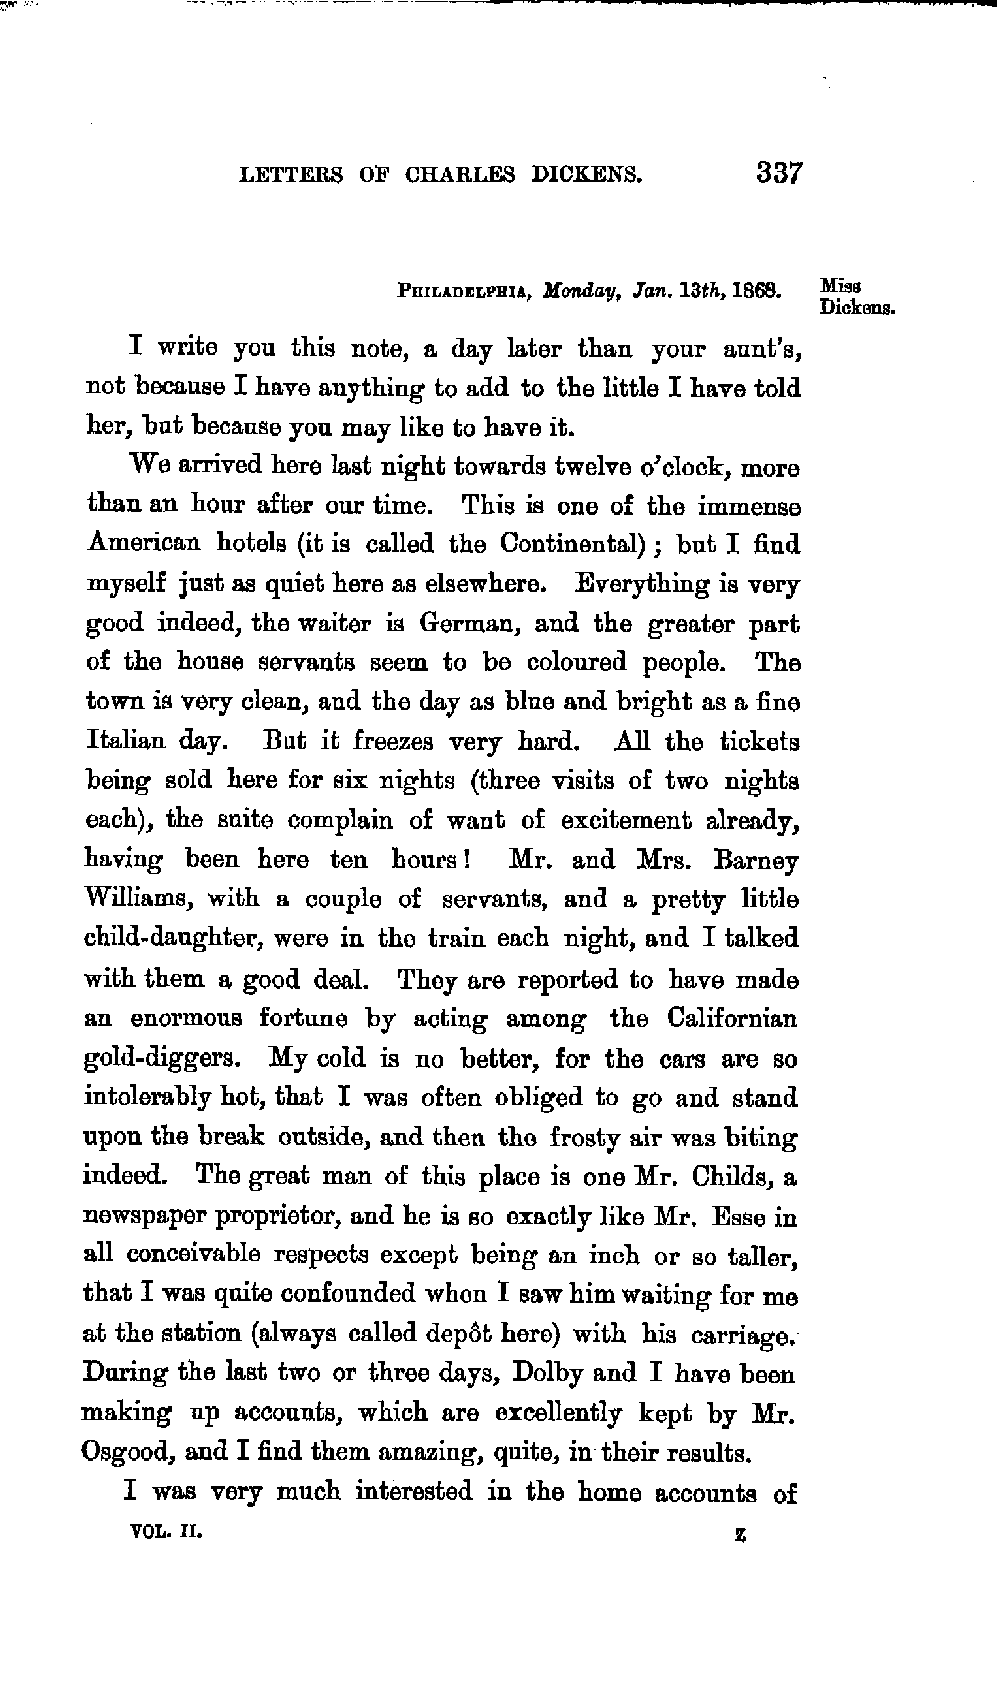 LETTERS OF CHARLES DICKENS. 337
PHILADELPHIA, Monday, Jan. 13th, 1868.
Miss
Dickens.
I write you this note, a day later than your aunt's,
not because I have anything to add to the little I have told
her, but because you may like to have it.
We arrived here last night towards twelve o'clock, more
than an hour after our time. This is one of the immense
American hotels (it is called the Continental); but I find
myself just as quiet here as elsewhere. Everything is very
good indeed, the waiter is German, and the greater part
of the house servants seem to be coloured people. The
town is very clean, and the day as blue and bright as a fine
Italian day. But it freezes very hard. All the tickets
being sold here for six nights (three visits of two nights
each), the suite complain of want of excitement already,
having been here ten hours! Mr. and Mrs. Barney
Williams, with a couple of servants, and a pretty little
child-daughter, were in the train each night, and I talked
with them a good deal. They are reported to have made
an enormous fortune by acting among the Californian
gold-diggers. My cold is no better, for the cars are so
intolerably hot, that I was often obliged to go and stand
upon the break outside, and then the frosty air was biting
indeed. The great man of this place is one Mr. Childs, a
newspaper proprietor, and he is so exactly like Mr. Esse in
all conceivable respects except being an inch or so taller,
that I was quite confounded when I saw him waiting for me
at the station (always called depôt here) with his carriage.
During the last two or three days, Dolby and I have been
making up accounts, which are excellently kept by Mr.
Osgood, and I find them amazing, quite, in their results.
I was very much interested in the home accounts of
VOL. II. Z